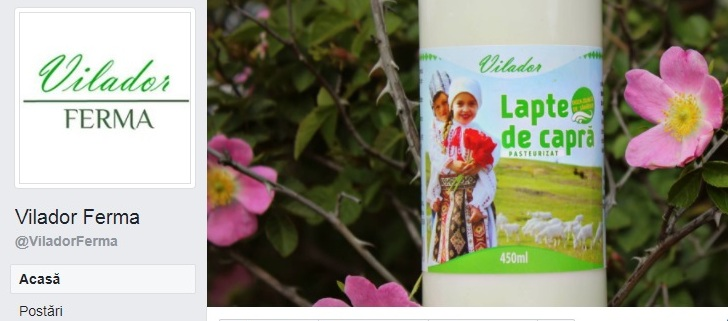 Vilador
FERMA
Vilador Ferma
@ViladorFerma
Acasă
Postări
Vilador
Lapte
de capră
PASTEURIZAT
450ml